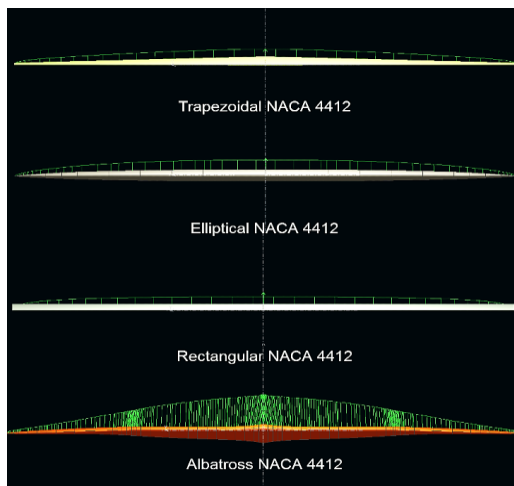 Trapezoidal NACA 4412
Elliptical NACA 4412
Rectangular NACA 4412
Albatross NACA 4412